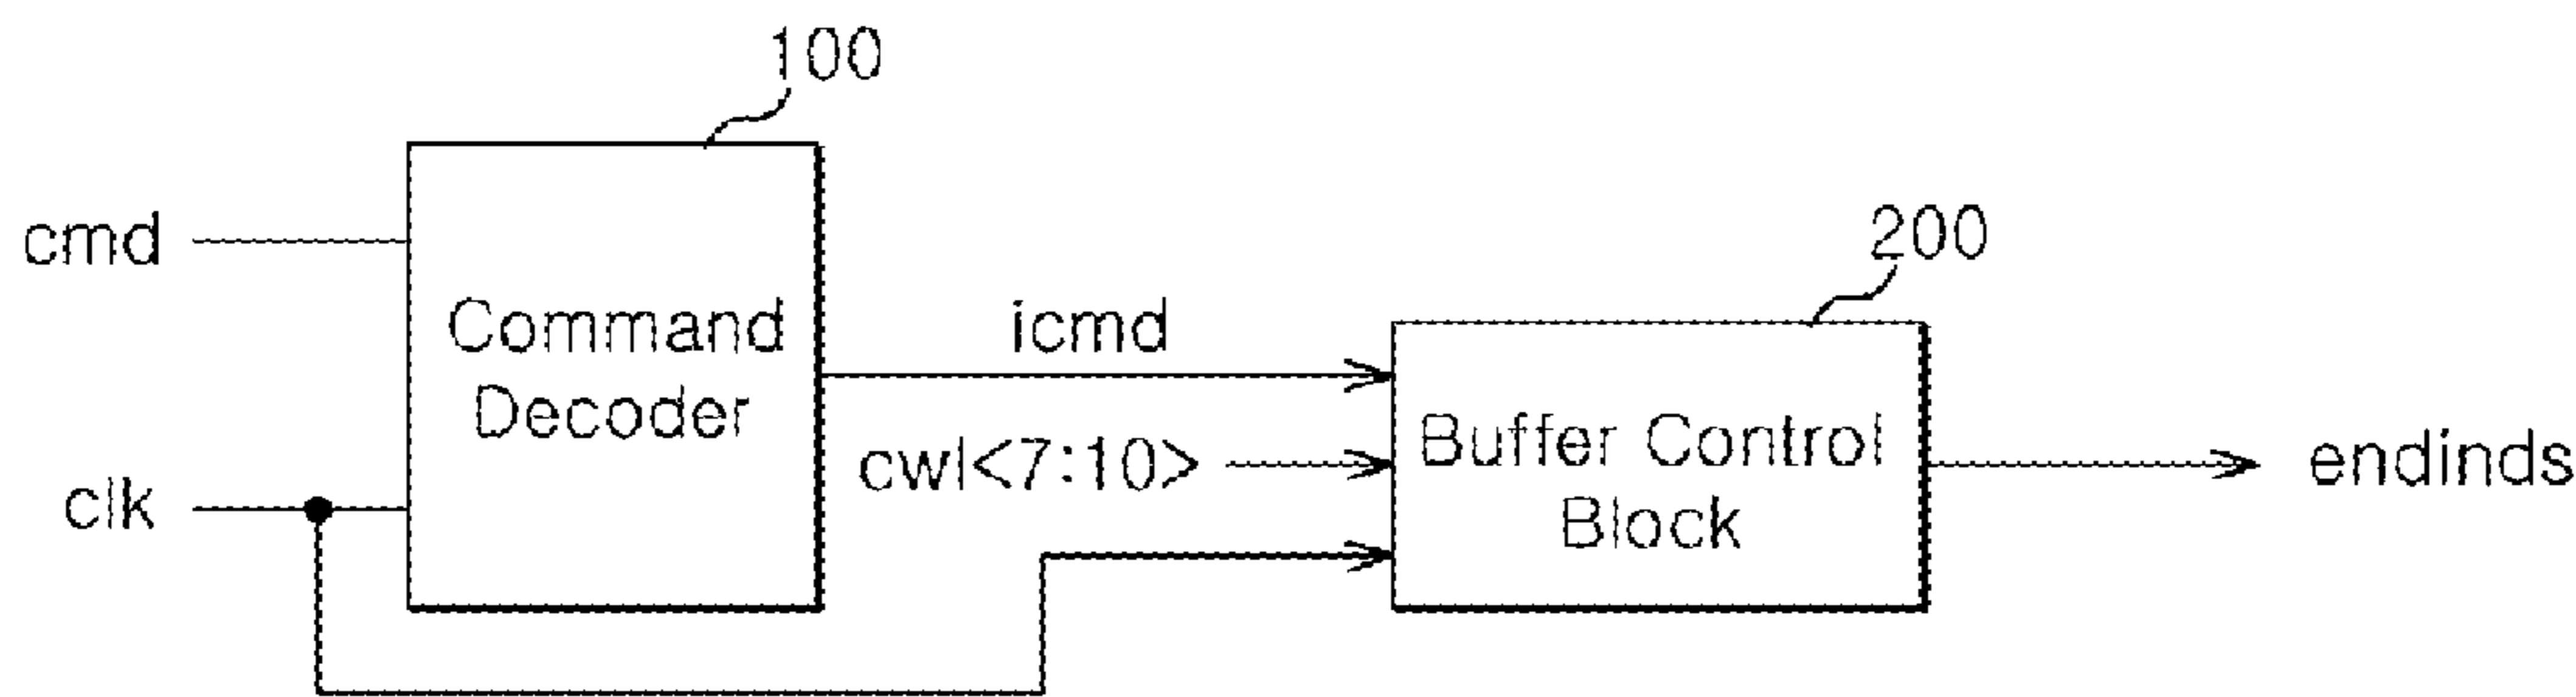 100
cmd
Command
Decoder
clk
icmd
cwl<7:10>
200
Buffer Control
Block
endinds